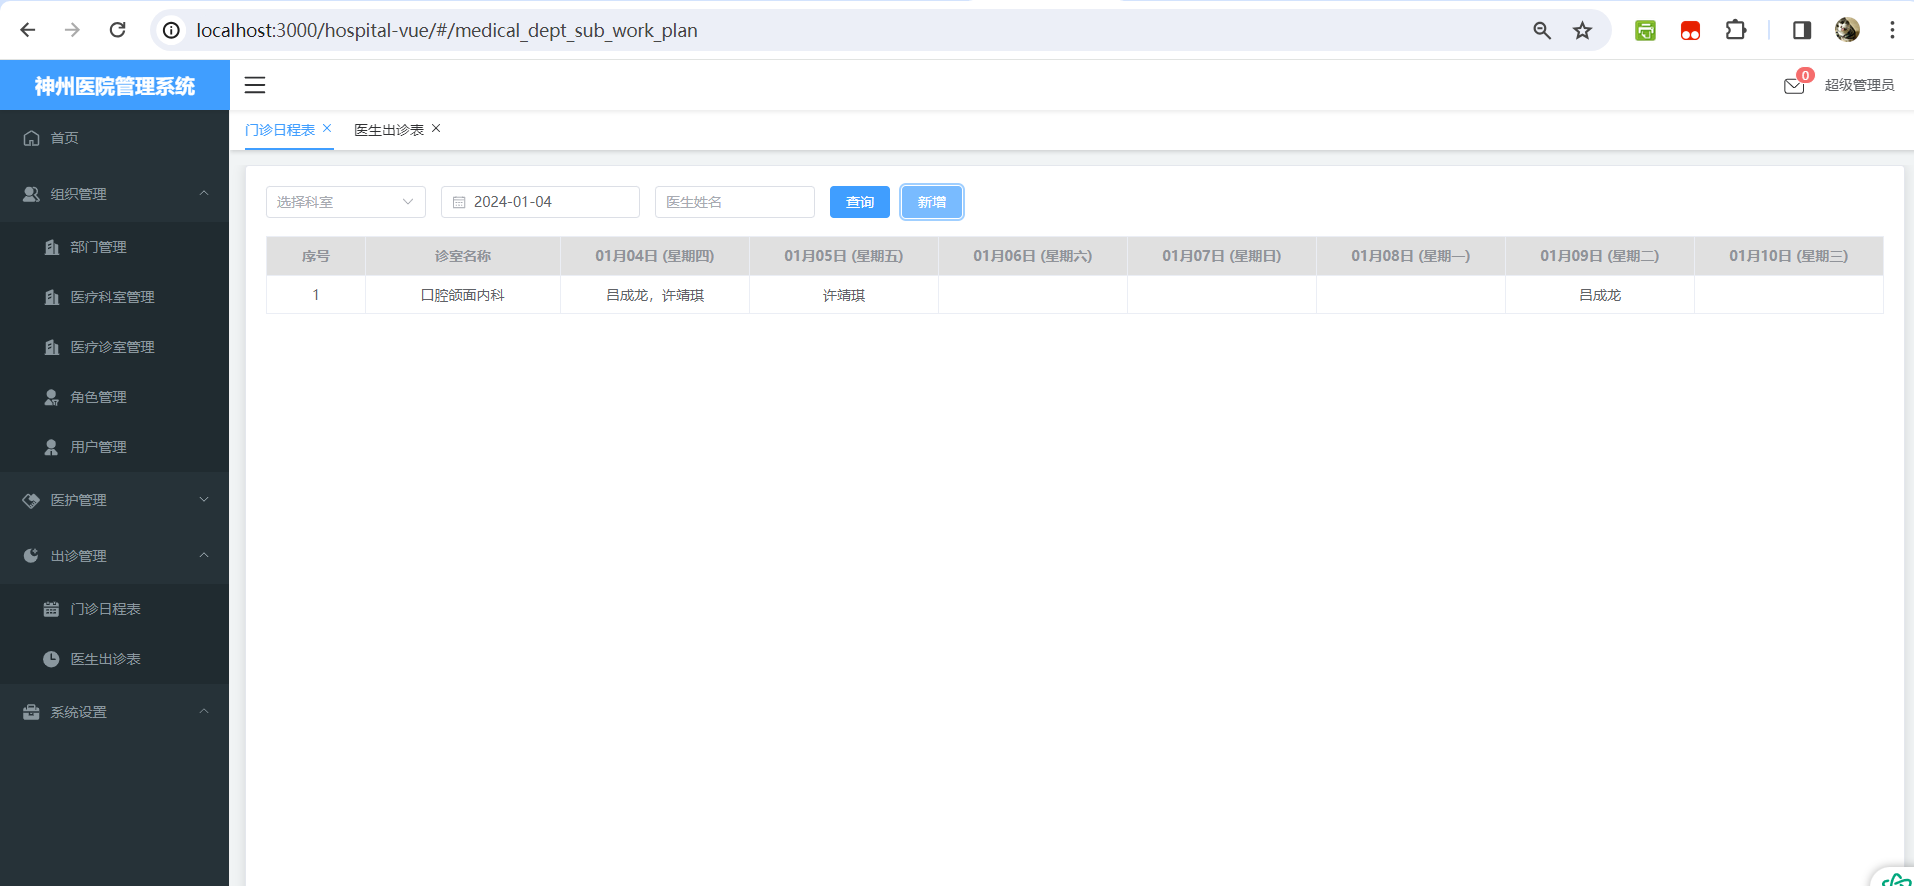 localhost:3000/hospital-vue/#/medical_dept_sub_work_plan
神州医院管理系统
0
超级管理员
首页
组织管理
部门管理
医疗科室管理
医疗诊室管理
角色管理
用户管理
医护管理
出诊管理
门诊日程表
医生出诊表
系统设置
门诊日程表 医生出诊表
选择科室 2024-01-04 医生姓名 查询 新增
序号 诊室名称 01月04日 (星期四) 01月05日 (星期五) 01月06日 (星期六) 01月07日 (星期日) 01月08日 (星期一) 01月09日 (星期二) 01月10日 (星期三)
1 口腔颌面内科 吕成龙，许靖琪 许靖琪 吕成龙